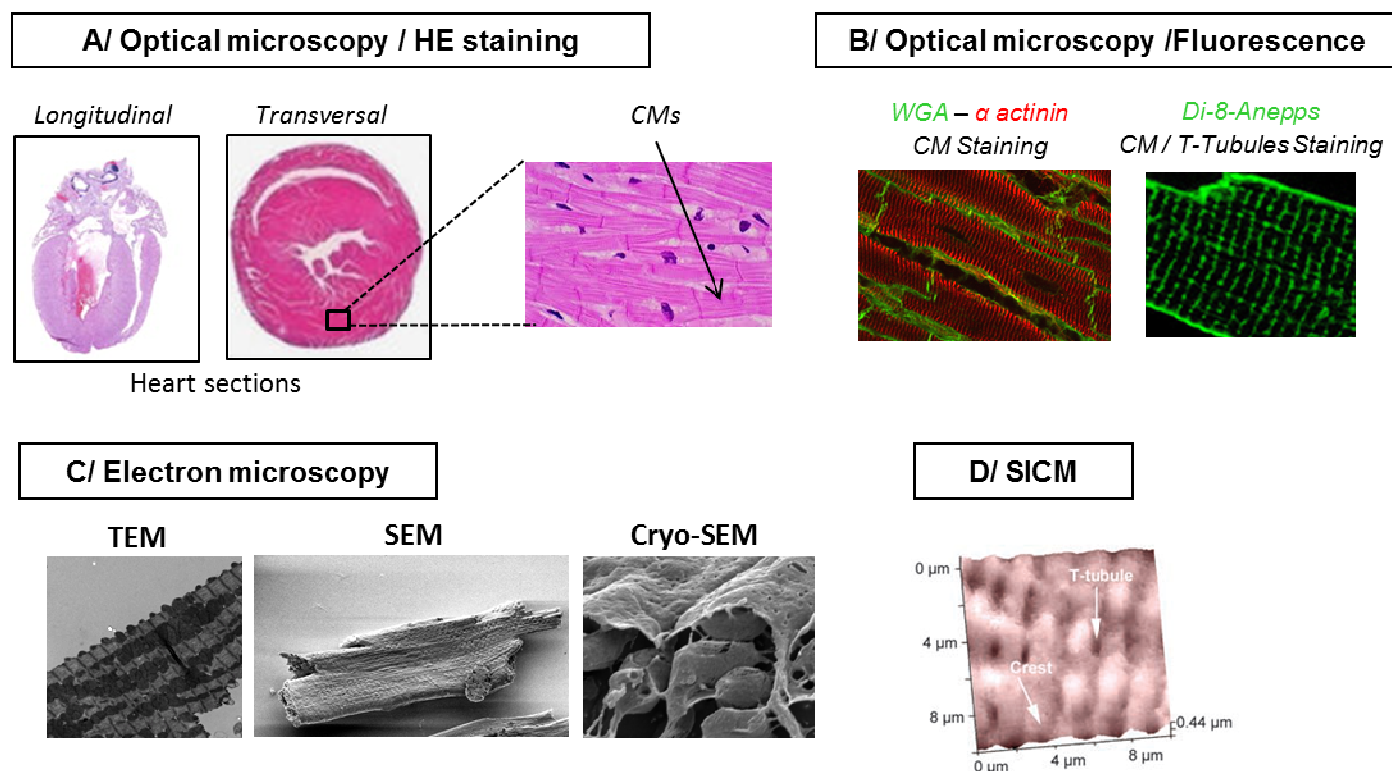 A/ Optical microscopy / HE staining
B/ Optical microscopy /Fluorescence
Longitudinal
Transversal
CMs
Heart sections
WGA – α actinin
CM Staining
Di-8-Anepps
CM / T-Tubules Staining
C/ Electron microscopy
D/ SICM
TEM
SEM
Cryo-SEM
0 µm
T-tubule
4 µm
Crest
8 µm
0.44 µm
0 µm
4 µm
8 µm